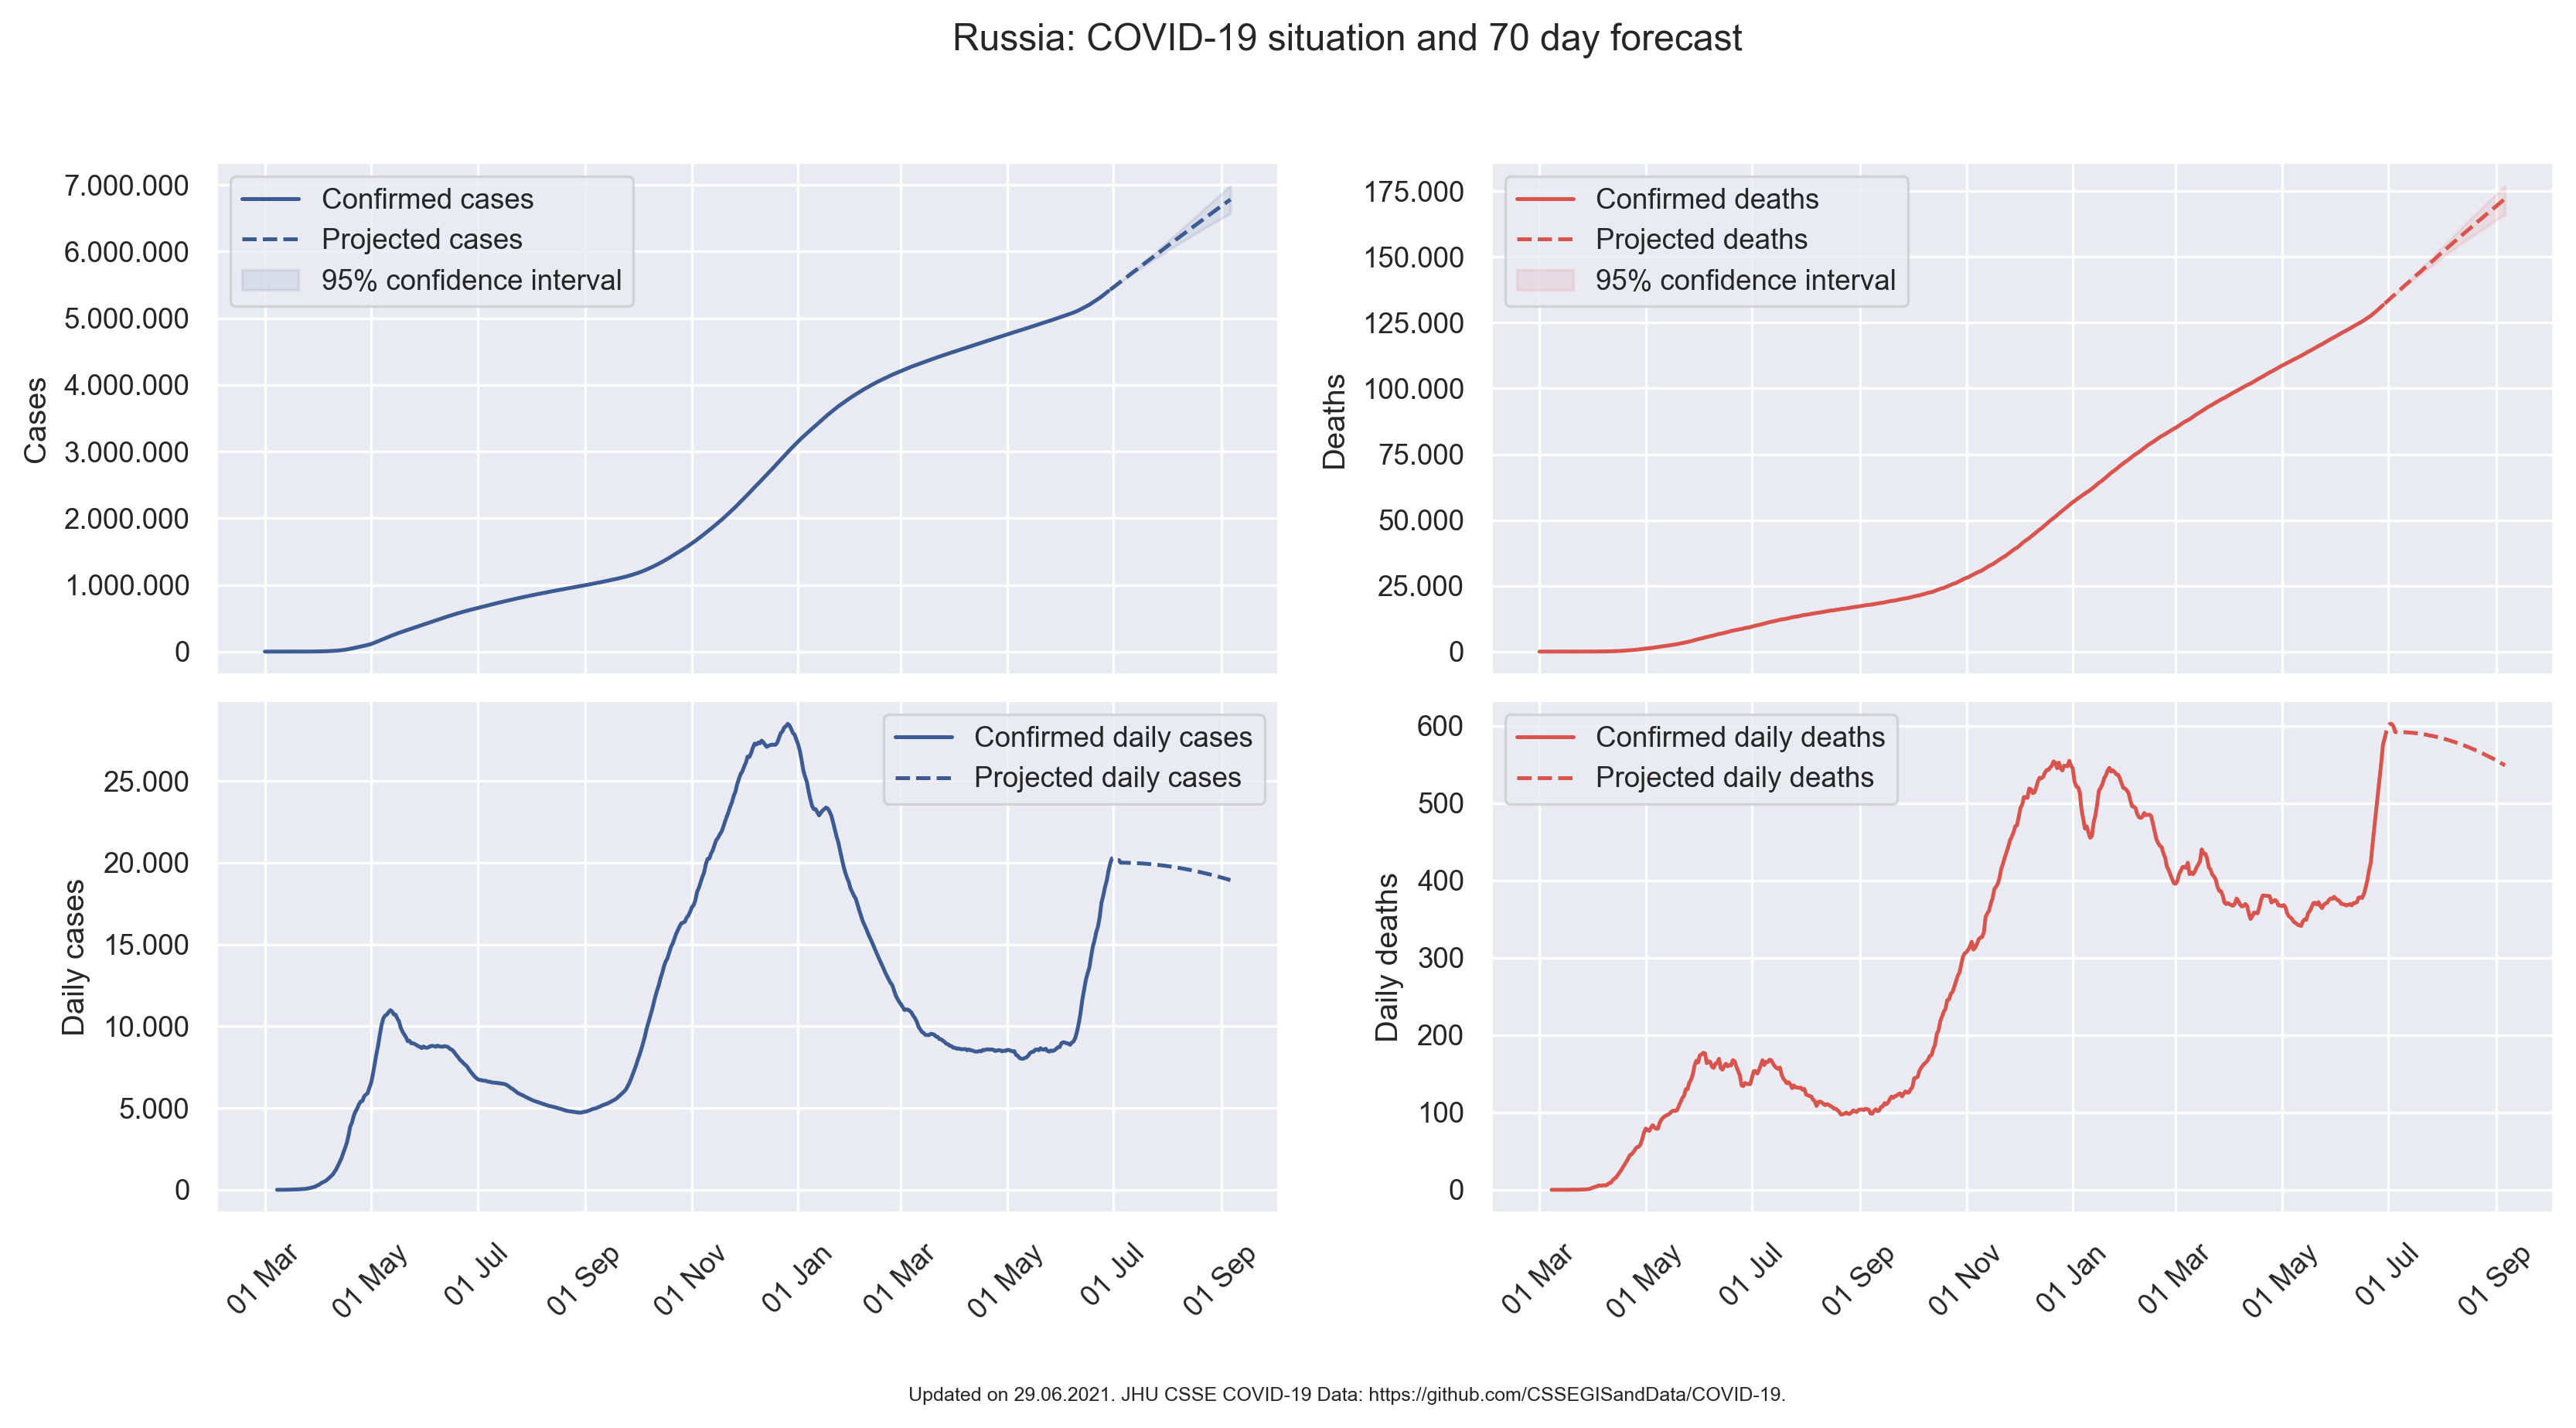 Russia: COVID-19 situation and 70 day forecast
7.000.000
6.000.000
5.000.000
4.000.000
3.000.000
2.000.000
1.000.000
0
Cases
Confirmed cases
Projected cases
95% confidence interval
175.000
150.000
125.000
100.000
75.000
50.000
25.000
0
Deaths
Confirmed deaths
Projected deaths
95% confidence interval
25.000
20.000
15.000
10.000
5.000
0
Daily cases
Confirmed daily cases
Projected daily cases
01 Mar
01 May
01 Jul
01 Sep
01 Nov
01 Jan
01 Mar
01 May
01 Jul
01 Sep
600
500
400
300
200
100
0
Daily deaths
Confirmed daily deaths
Projected daily deaths
01 Mar
01 May
01 Jul
01 Sep
01 Nov
01 Jan
01 Mar
01 May
01 Jul
01 Sep
Updated on 29.06.2021. JHU CSSE COVID-19 Data: https://github.com/CSSEGISandData/COVID-19.